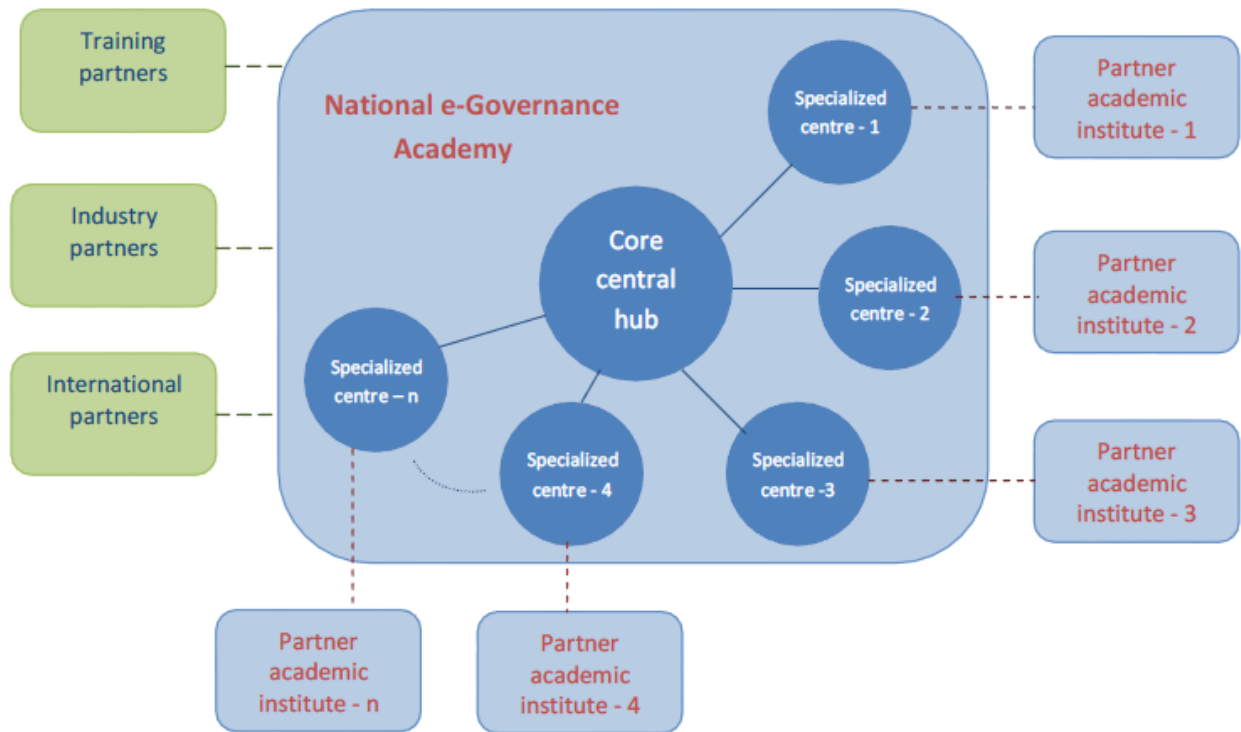 Training
partners
Industry
partners
International
partners
National e-Governance
Academy
Core
central
hub
Specialized
centre - 1
Specialized
centre - 2
Specialized
centre -3
Specialized
centre - 4
Specialized
centre – n
Partner
academic
institute - 1
Partner
academic
institute - 2
Partner
academic
institute - 3
Partner
academic
institute - n
Partner
academic
institute - 4